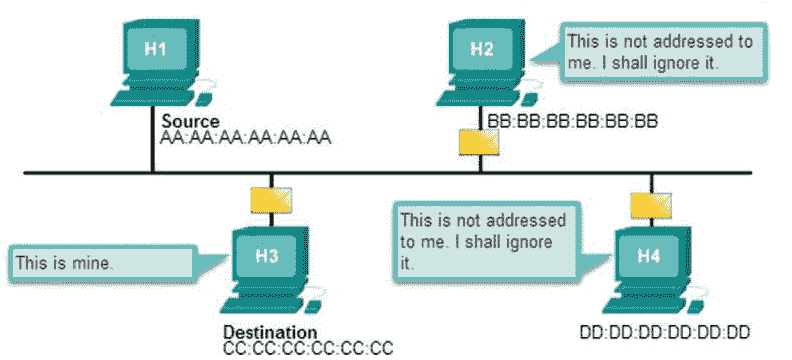 H1
H2
This is not addressed to
me. I shall ignore it.
Source
AA:AA:AA:AA:AA:AA
BB:BB:BB:BB:BB:BB
This is mine.
H3
This is not addressed
to me. I shall ignore
it.
H4
Destination
CC:CC:CC:CC:CC:CC
DD:DD:DD:DD:DD:DD